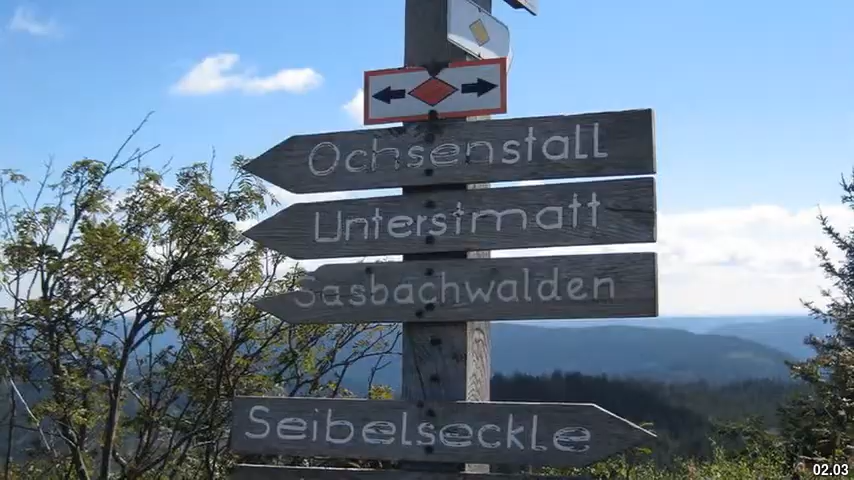 Ochsenstall
Unterstmatt
Sasbachwalden
Seibelseckle
02.03